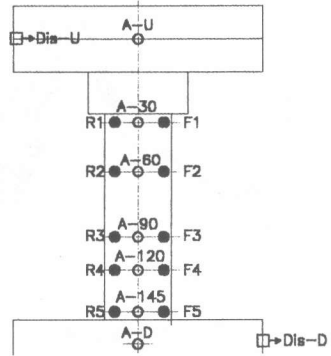 A-U
Dis-U
A-30
R1 F1
A-60
R2 F2
A-90
R3 F3
A-120
R4 F4
A-145
R5 F5
A-D
Dis-D